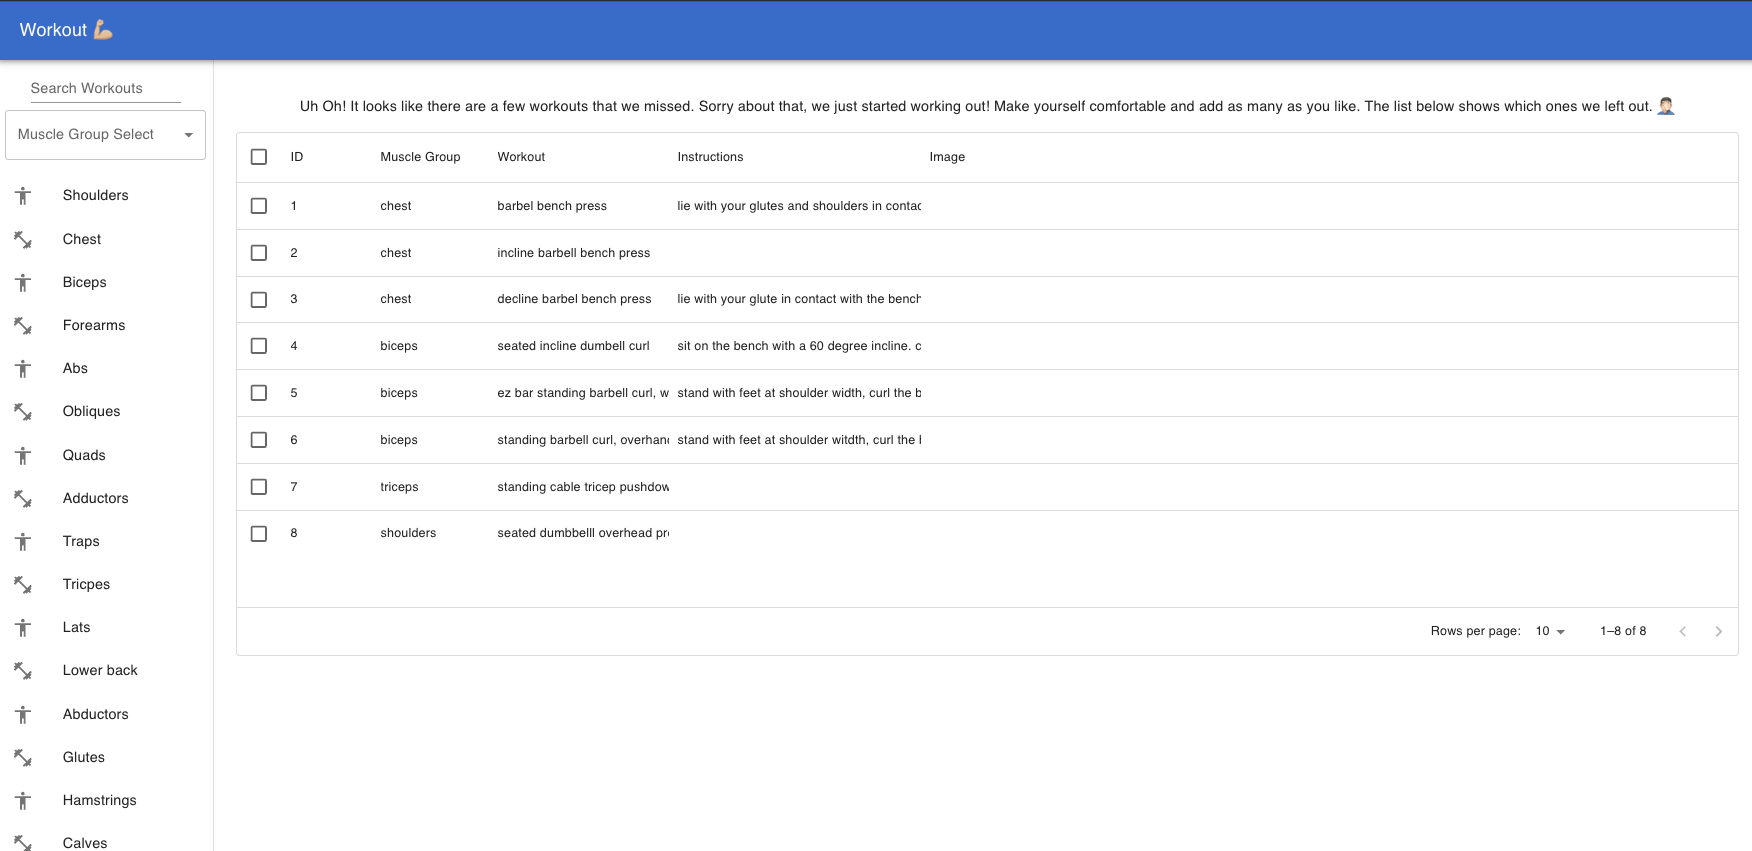 Workout 💪🏼
Search Workouts
Muscle Group Select
Shoulders
Chest
Biceps
Forearms
Abs
Obliques
Quads
Adductors
Traps
Tricpes
Lats
Lower back
Abductors
Glutes
Hamstrings
Calves
Uh Oh! It looks like there are a few workouts that we missed. Sorry about that, we just started working out! Make yourself comfortable and add as many as you like. The list below shows which ones we left out. 🤦🏻‍♂️
ID Muscle Group Workout Instructions Image
1 chest barbel bench press lie with your glutes and shoulders in contac
2 chest incline barbell bench press
3 chest decline barbel bench press lie with your glute in contact with the bench
4 biceps seated incline dumbell curl sit on the bench with a 60 degree incline. c
5 biceps ez bar standing barbell curl, w stand with feet at shoulder width, curl the b
6 biceps standing barbell curl, overhan stand with feet at shoulder witdth, curl the
7 triceps standing cable tricep pushdow
8 shoulders seated dumbbelll overhead pr
Rows per page: 10 1–8 of 8